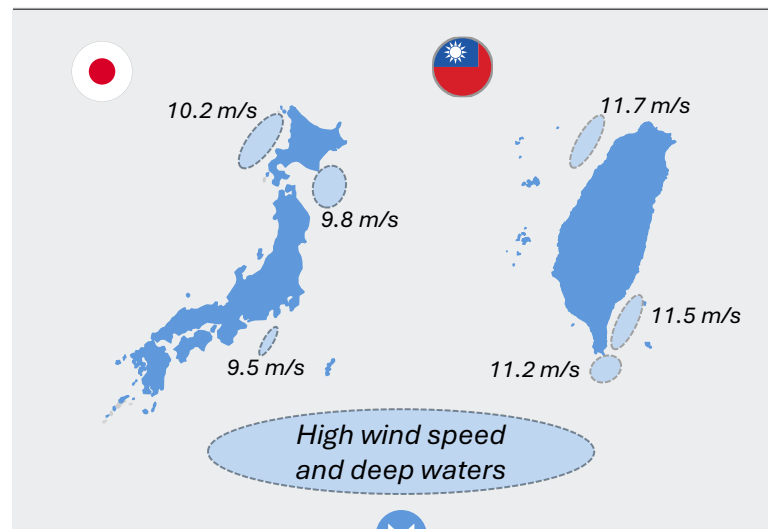 10.2 m/s
11.7 m/s
9.8 m/s
11.5 m/s
9.5 m/s
11.2 m/s
High wind speed
and deep waters